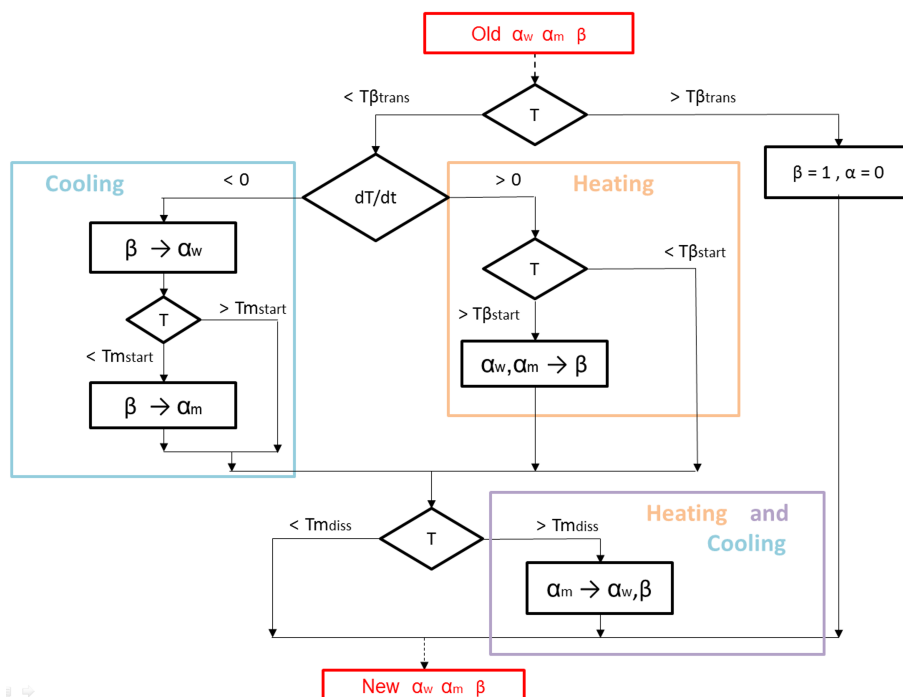 Old αw αm β
< Tβtrans
T
> Tβtrans
Cooling
< 0
dT/dt
> 0
Heating
β = 1 , α = 0
β → αw
T
< Tβstart
T
> Tmstart
> Tβstart
< Tmstart
αw,αm → β
β → αm
< Tmdiss
T
> Tmdiss
Heating and
Cooling
αm → αw,β
New αw αm β